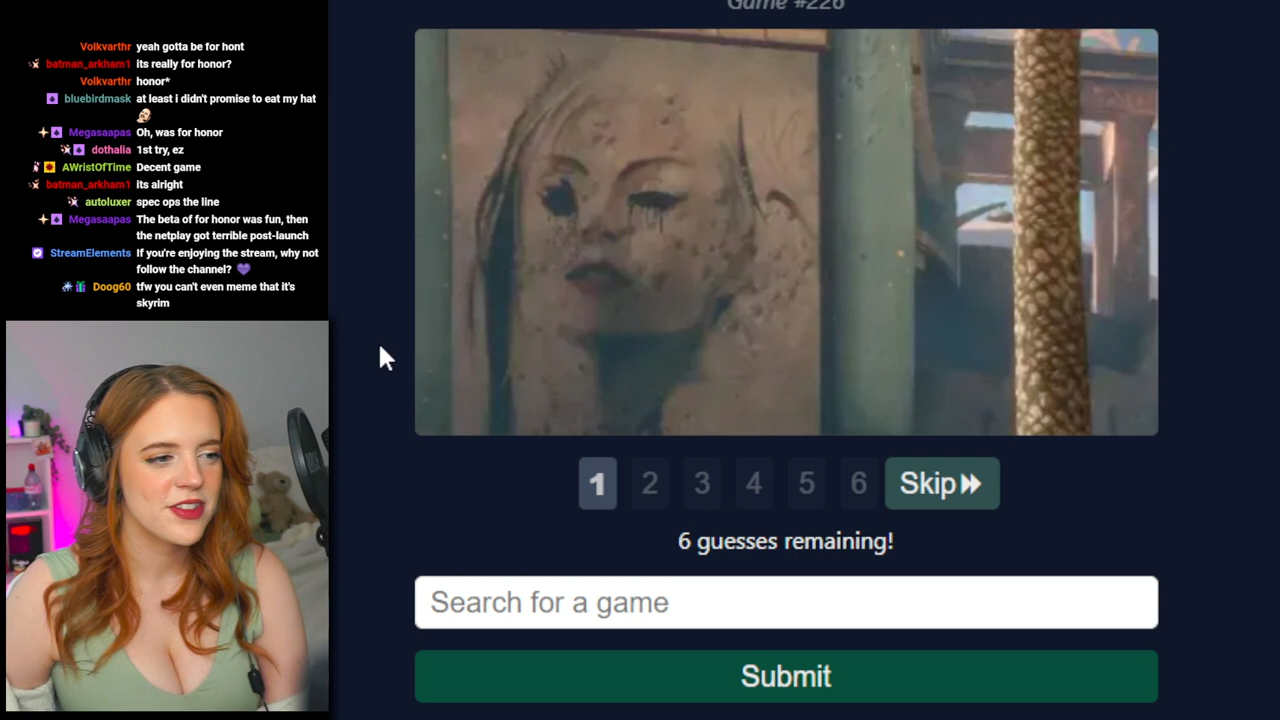 Game #226
Volkvarthr yeah gotta be for hont
batman_arkham1 its really for honor?
Volkvarthr honor*
bluebirdmask at least i didn't promise to eat my hat
Megasaapas Oh, was for honor
dothalia 1st try, ez
AWristOfTime Decent game
batman_arkham1 its alright
autoluxer spec ops the line
Megasaapas The beta of for honor was fun, then
the netplay got terrible post-launch
StreamElements If you're enjoying the stream, why not
follow the channel?
Doog60 tfw you can't even meme that it's
skyrim
1 2 3 4 5 6 Skip
6 guesses remaining!
Search for a game
Submit